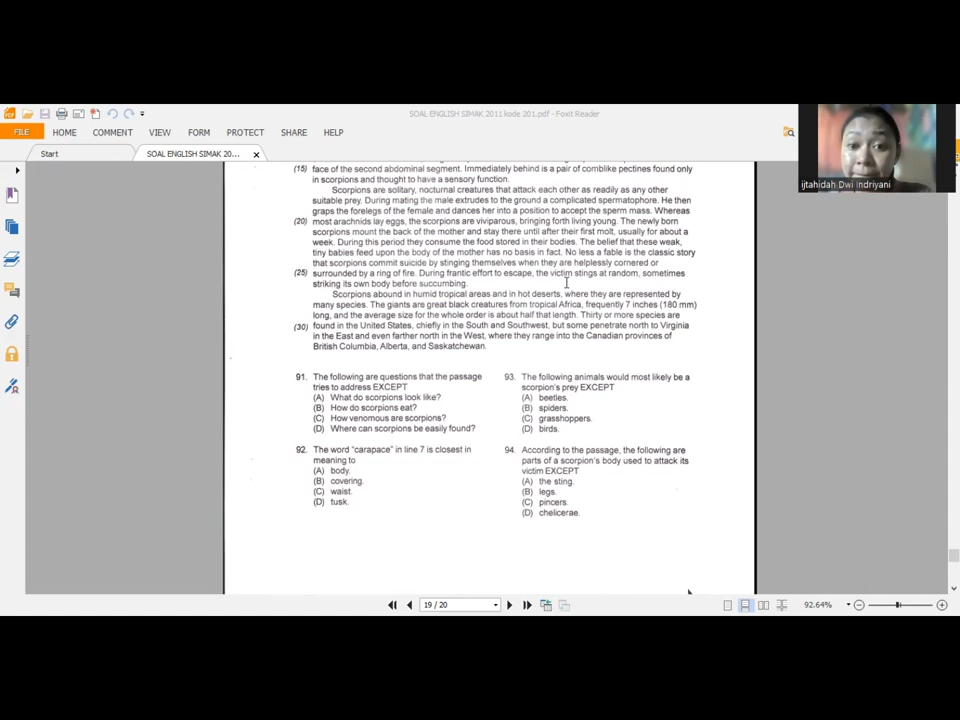 SOAL ENGLISH SIMAK 2011 kode 201.pdf - Foxit Reader
FILE HOME COMMENT VIEW FORM PROTECT SHARE HELP
Start SOAL ENGLISH SIMAK 20...
ijtahidah Dwi Indriyani
(15) face of the second abdominal segment. Immediately behind is a pair of comblike pectines found only
in scorpions and thought to have a sensory function.
Scorpions are solitary, nocturnal creatures that attack each other as readily as any other
suitable prey. During mating the male extrudes to the ground a complicated spermatophore. He then
graps the forelegs of the female and dances her into a position to accept the sperm mass. Whereas
(20) most arachnids lay eggs, the scorpions are viviparous, bringing forth living young. The newly born
scorpions mount the back of the mother and stay there until after their first molt, usually for about a
week. During this period they consume the food stored in their bodies. The belief that these weak,
tiny babies feed upon the body of the mother has no basis in fact. No less a fable is the classic story
that scorpions commit suicide by stinging themselves when they are helplessly cornered or
(25) surrounded by a ring of fire. During frantic effort to escape, the victim stings at random, sometimes
striking its own body before succumbing.
Scorpions abound in humid tropical areas and in hot deserts, where they are represented by
many species. The giants are great black creatures from tropical Africa, frequently 7 inches (180 mm)
long, and the average size for the whole order is about half that length. Thirty or more species are
(30) found in the United States, chiefly in the South and Southwest, but some penetrate north to Virginia
in the East and even farther north in the West, where they range into the Canadian provinces of
British Columbia, Alberta, and Saskatchewan.
91. The following are questions that the passage
tries to address EXCEPT
(A) What do scorpions look like?
(B) How do scorpions eat?
(C) How venomous are scorpions?
(D) Where can scorpions be easily found?
92. The word “carapace” in line 7 is closest in
meaning to
(A) body.
(B) covering.
(C) waist.
(D) tusk.
93. The following animals would most likely be a
scorpion's prey EXCEPT
(A) beetles.
(B) spiders.
(C) grasshoppers.
(D) birds.
94. According to the passage, the following are
parts of a scorpion's body used to attack its
victim EXCEPT
(A) the sting.
(B) legs.
(C) pincers.
(D) chelicerae.
19 / 20
92.64%